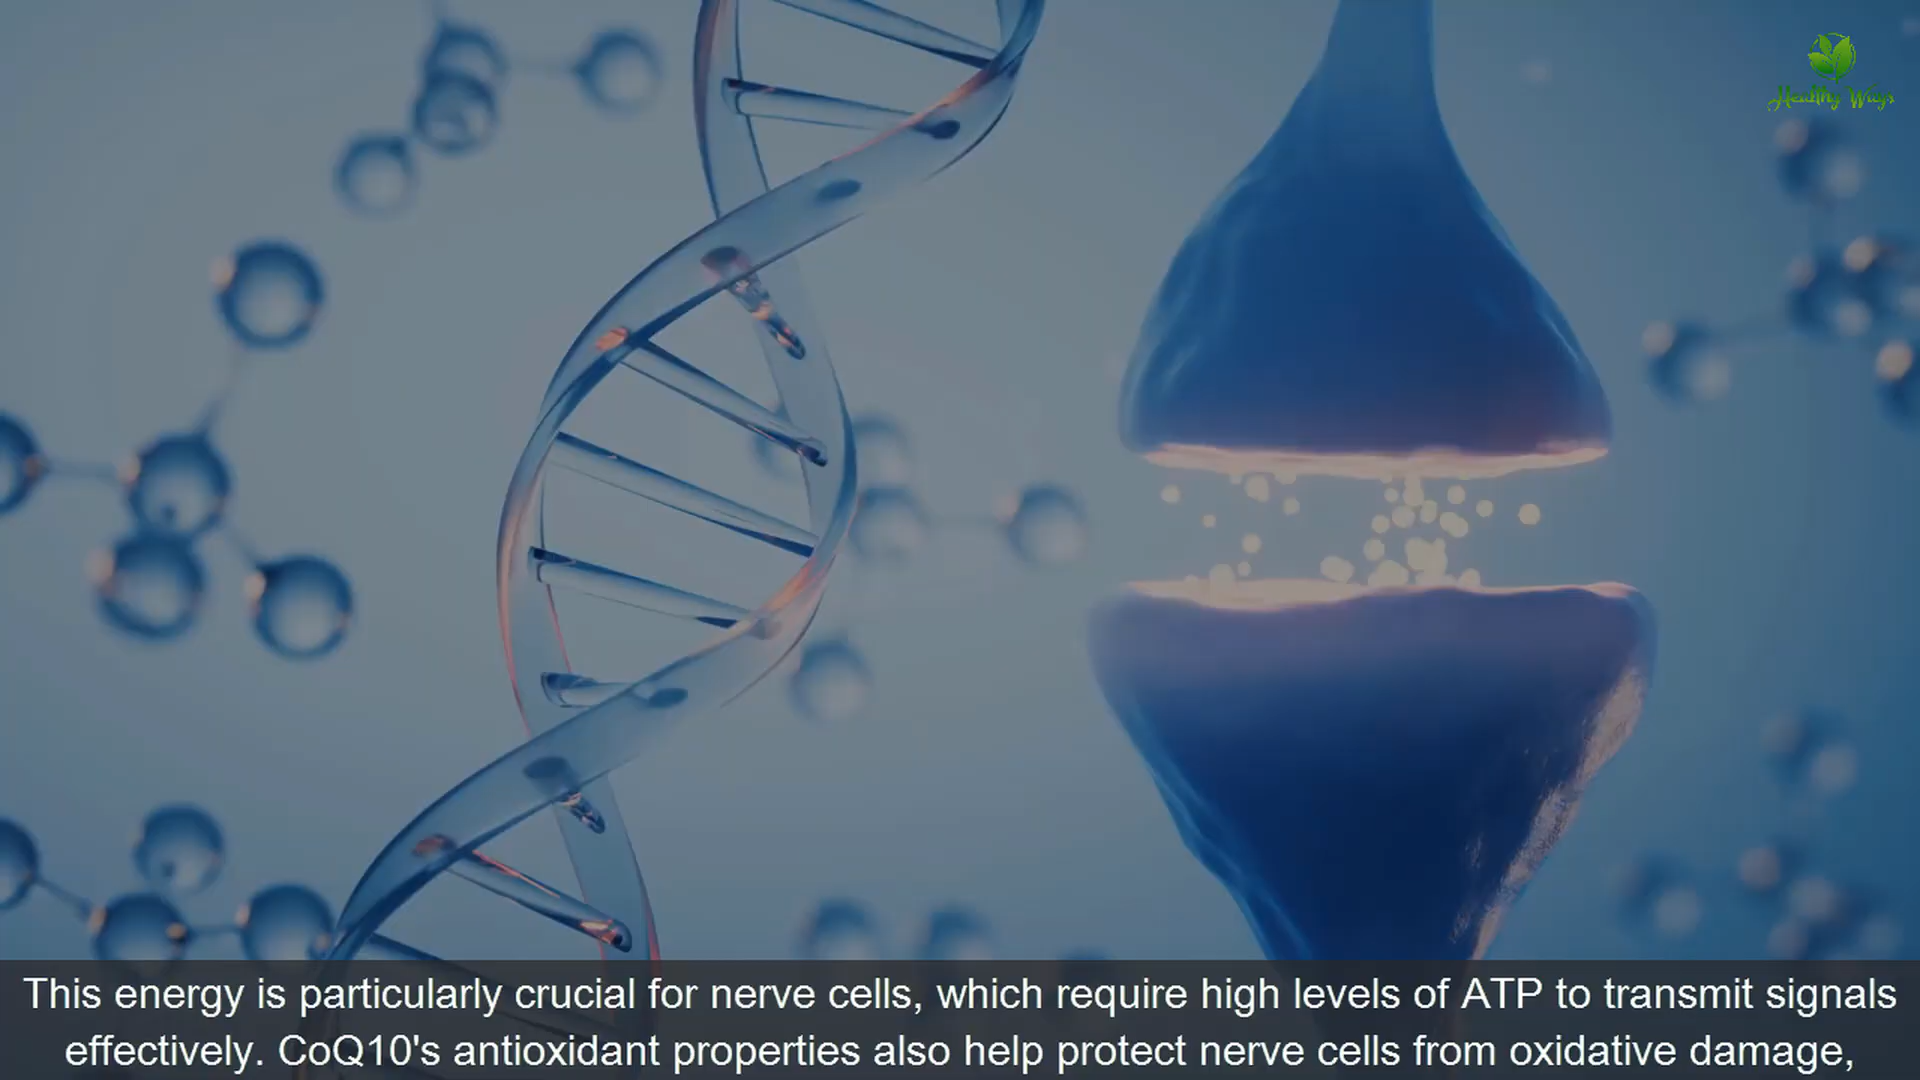 Healthy Ways
This energy is particularly crucial for nerve cells, which require high levels of ATP to transmit signals
effectively. CoQ10's antioxidant properties also help protect nerve cells from oxidative damage,